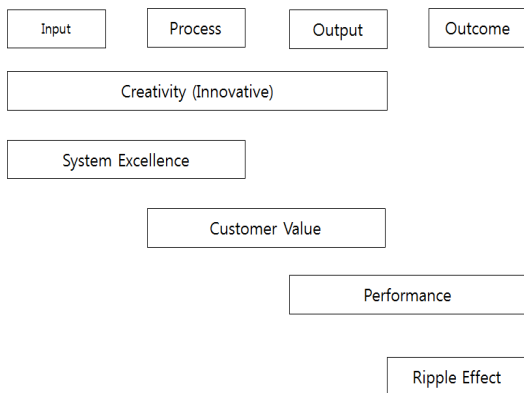 Input Process Output Outcome
Creativity (Innovative)
System Excellence
Customer Value
Performance
Ripple Effect